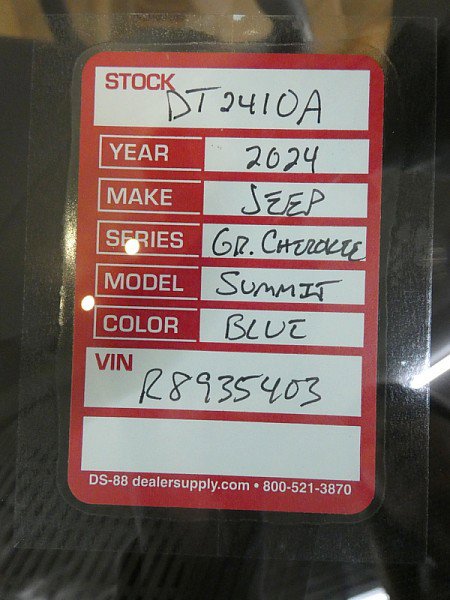 STOCK DT2410A
YEAR 2024
MAKE JEEP
SERIES GR. CHEROKEE
MODEL SUMMIT
COLOR BLUE
VIN
R8935403
DS-88 dealersupply.com • 800-521-3870